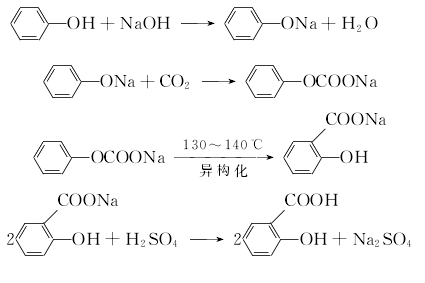 OH + NaOH ⟶ ONa + H₂O
ONa + CO₂ ⟶ OCOONa
COONa
OCOONa 130～140℃ 异构化 OH
COONa COOH
2 OH + H₂SO₄ ⟶ 2 OH + Na₂SO₄